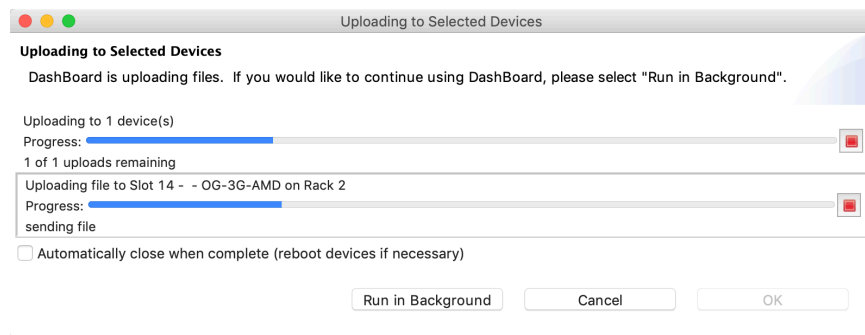 Uploading to Selected Devices
Uploading to Selected Devices
DashBoard is uploading files.  If you would like to continue using DashBoard, please select "Run in Background".
Uploading to 1 device(s)
Progress:
1 of 1 uploads remaining
Uploading file to Slot 14 -  - OG-3G-AMD on Rack 2
Progress:
sending file
Automatically close when complete (reboot devices if necessary)
Run in Background Cancel OK